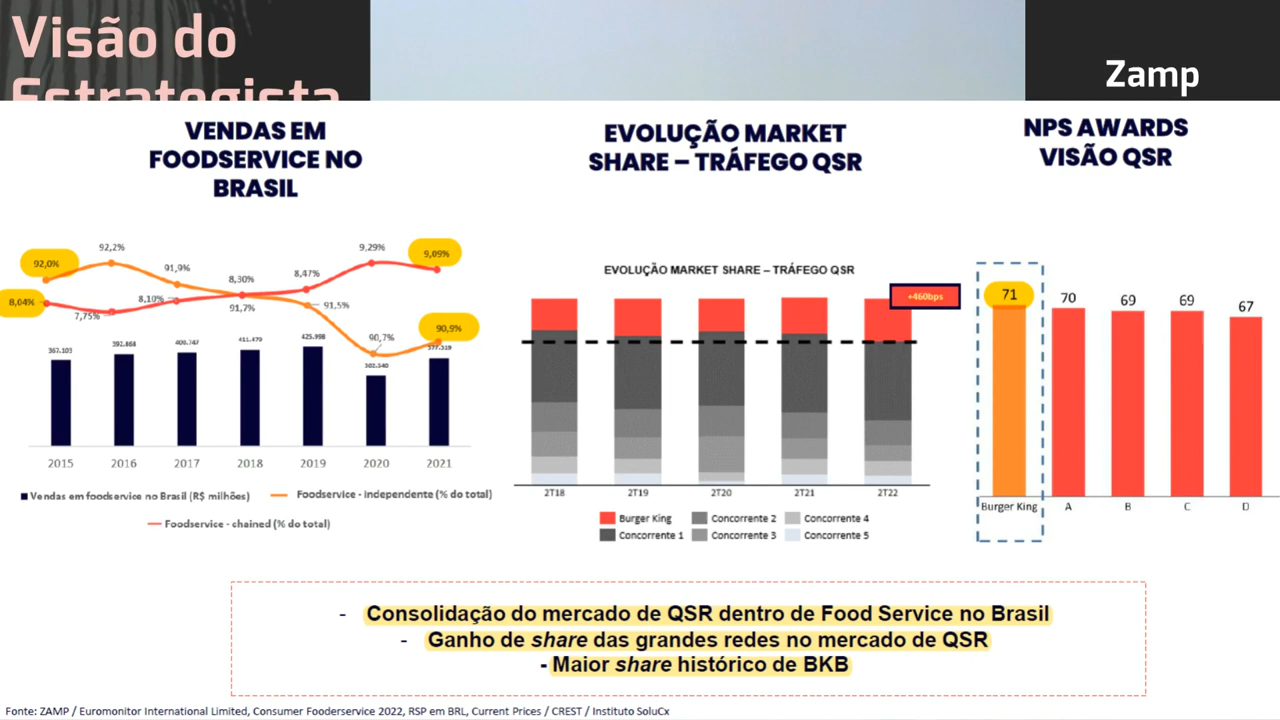 Visão do
Estrategista
Zamp
VENDAS EM
FOODSERVICE NO
BRASIL
92,0%
92,2%
91,9%
8,30%
8,47%
9,29%
9,09%
8,04%
7,75%
8,10%
91,7%
91,5%
90,7%
90,9%
367.103
392.868
406.747
411.470
425.998
302.540
377.319
2015 2016 2017 2018 2019 2020 2021
Vendas em foodservice no Brasil (R$ milhões)
Foodservice - independente (% do total)
Foodservice - chained (% do total)
EVOLUÇÃO MARKET
SHARE – TRÁFEGO QSR
EVOLUÇÃO MARKET SHARE – TRÁFEGO QSR
+460bps
2T18 2T19 2T20 2T21 2T22
Burger King Concorrente 2 Concorrente 4
Concorrente 1 Concorrente 3 Concorrente 5
NPS AWARDS
VISÃO QSR
71 70 69 69 67
Burger King A B C D
- Consolidação do mercado de QSR dentro de Food Service no Brasil
- Ganho de share das grandes redes no mercado de QSR
- Maior share histórico de BKB
Fonte: ZAMP / Euromonitor International Limited, Consumer Fooderservice 2022, RSP em BRL, Current Prices / CREST / Instituto SoluCx